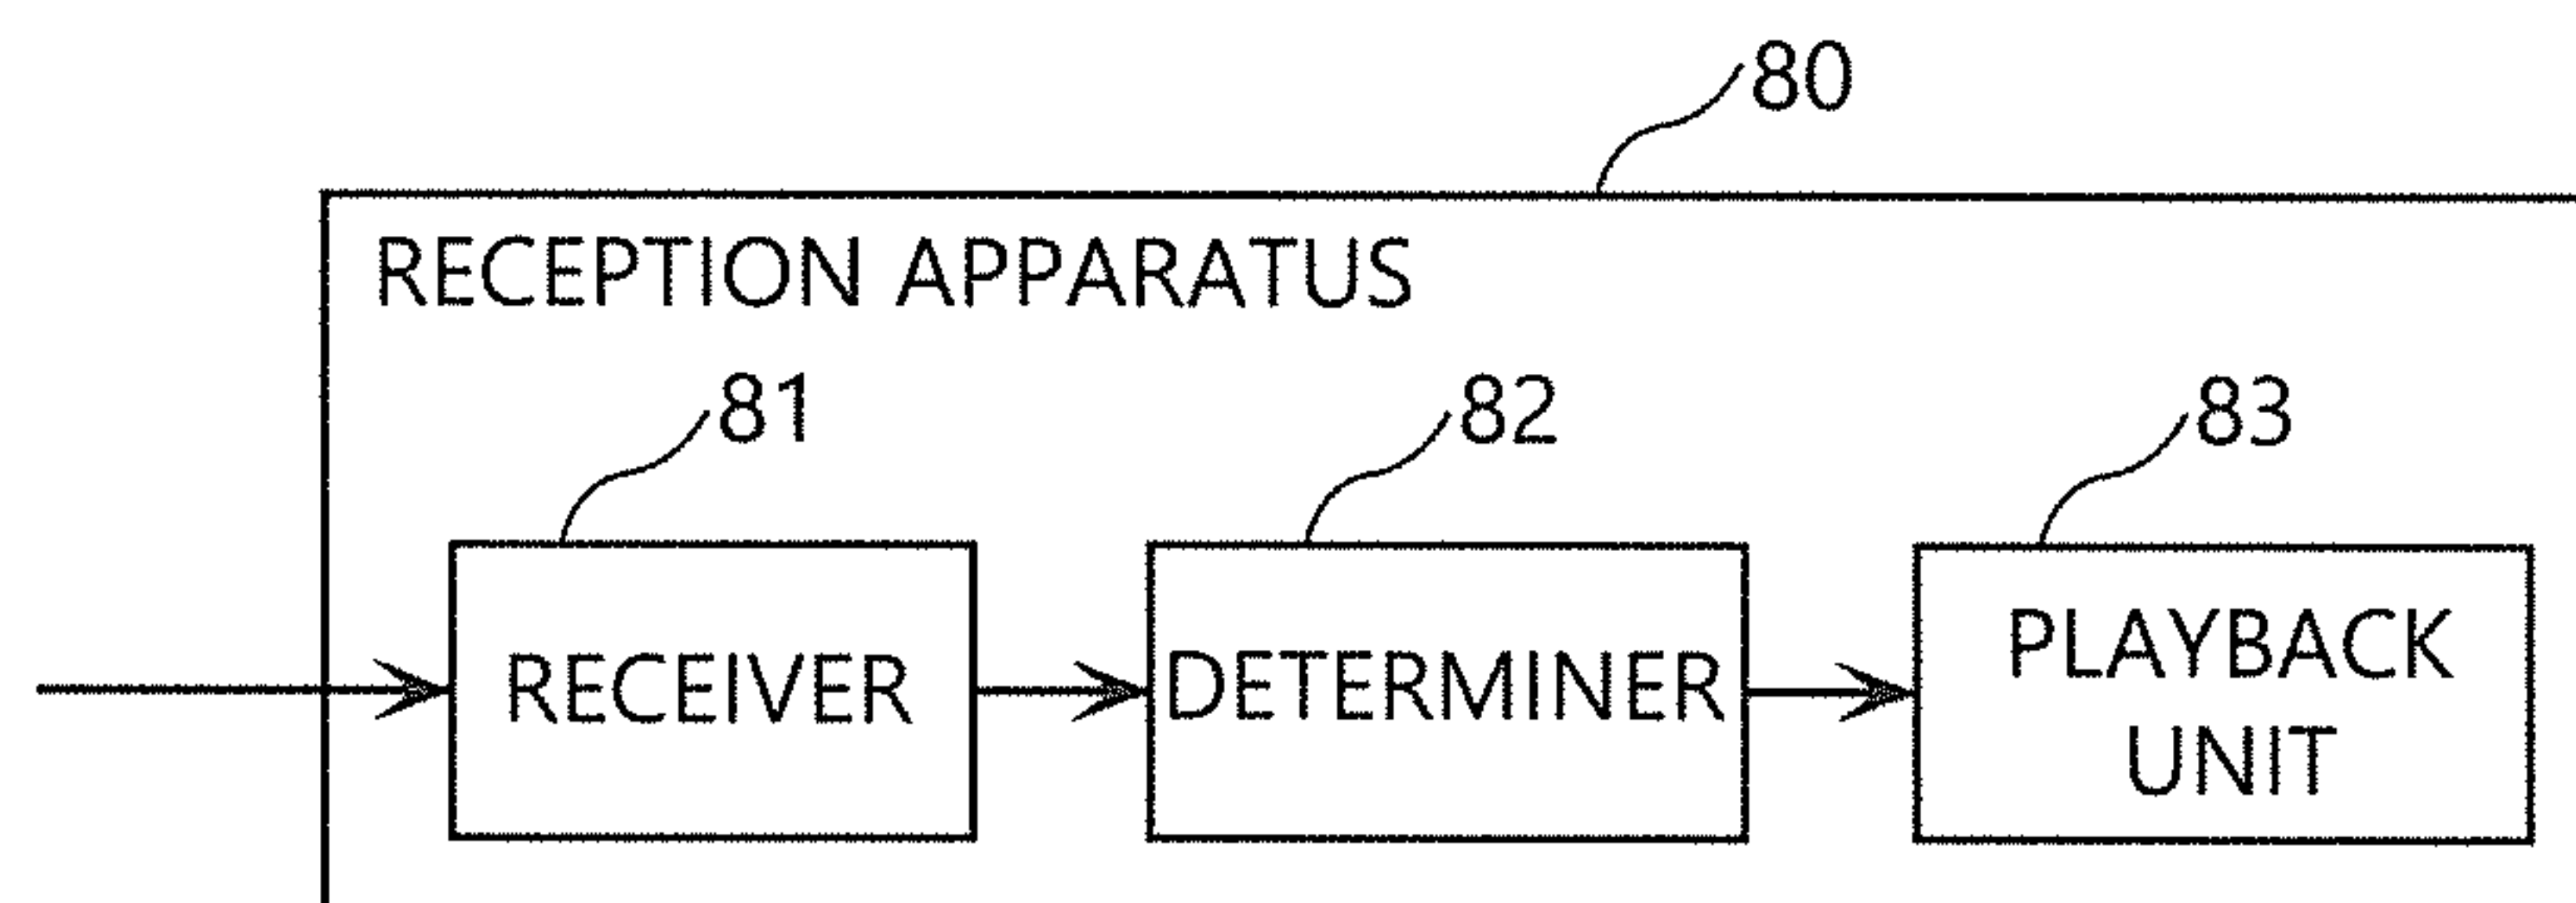 80
RECEPTION APPARATUS
81
82
83
RECEIVER
DETERMINER
PLAYBACK
UNIT